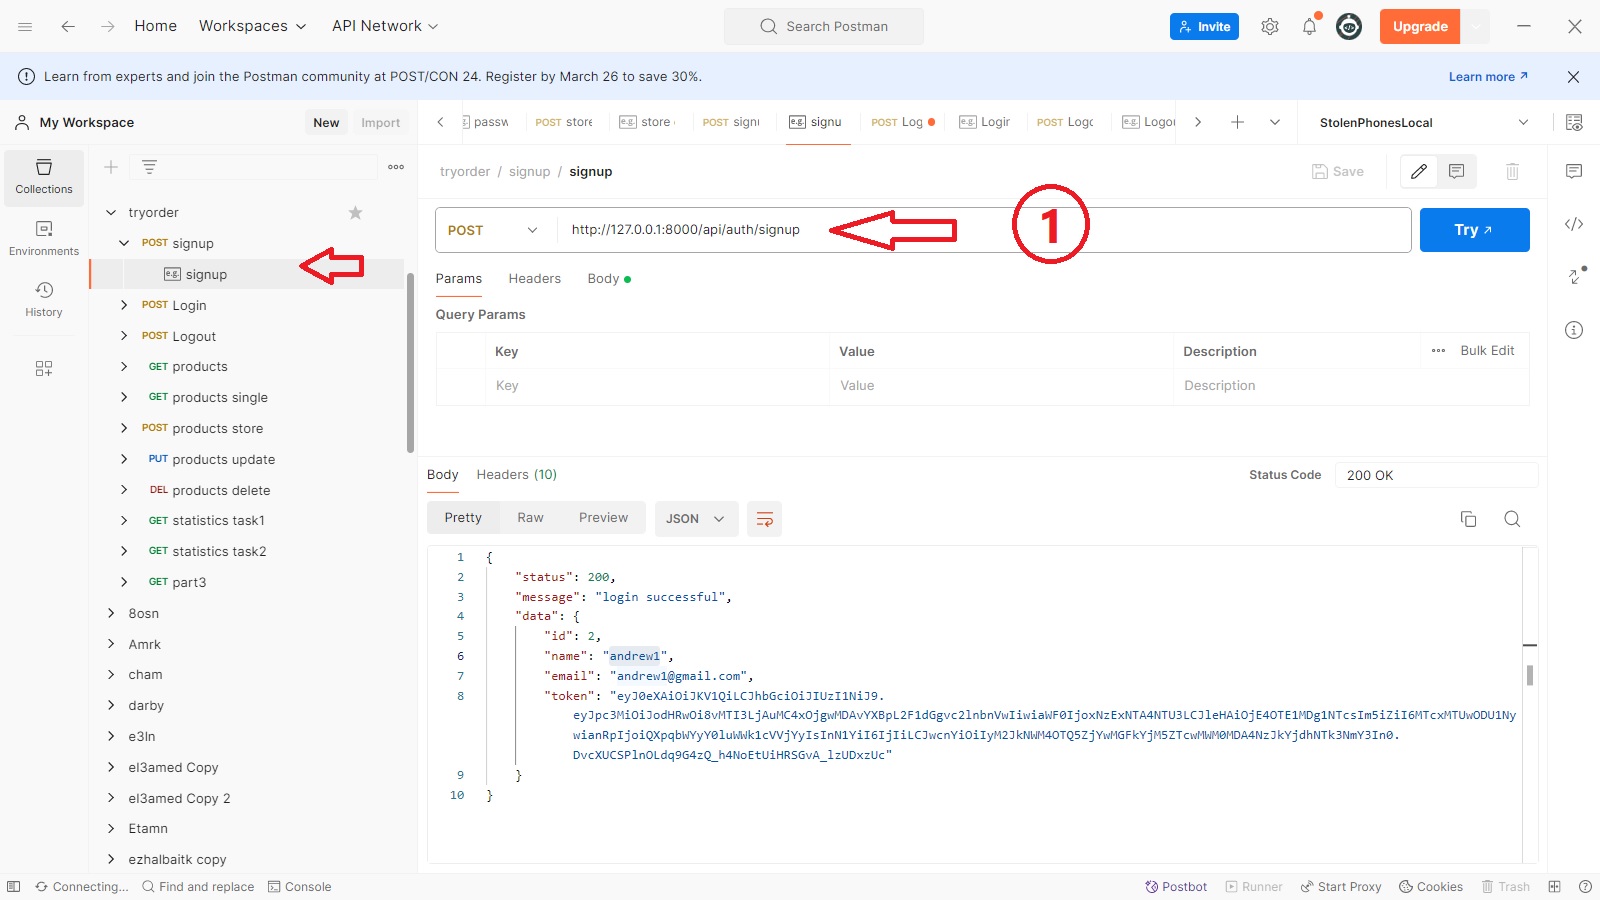 Home Workspaces API Network Search Postman Invite Upgrade
Learn from experts and join the Postman community at POST/CON 24. Register by March 26 to save 30%. Learn more
My Workspace New Import
passw POST store e.g. store POST signu e.g. signu POST Log e.g. Login POST Logo e.g. Logou StolenPhonesLocal
Collections
Environments
History
tryorder
POST signup
e.g. signup
POST Login
POST Logout
GET products
GET products single
POST products store
PUT products update
DEL products delete
GET statistics task1
GET statistics task2
GET part3
8osn
Amrk
cham
darby
e3ln
el3amed Copy
el3amed Copy 2
Etamn
ezhalbaitk copy
tryorder / signup / signup Save
POST http://127.0.0.1:8000/api/auth/signup 1 Try
Params Headers Body
Query Params
Key Value Description Bulk Edit
Key Value Description
Body Headers (10) Status Code 200 OK
Pretty Raw Preview JSON
1 {
2 "status": 200,
3 "message": "login successful",
4 "data": {
5 "id": 2,
6 "name": "andrew1",
7 "email": "andrew1@gmail.com",
8 "token": "eyJ0eXAiOiJKV1QiLCJhbGciOiJIUzI1NiJ9.
eyJpc3MiOiJodHRwOi8vMTI3LjAuMC4xOjgwMDAvYXBpL2F1dGgvc2lnbnVwIiwiaWF0IjoxNzExNTA4NTU3LCJleHAiOjE4OTE1MDg1NTcsIm5iZiI6MTcxMTUwODU1Ny
wianRpIjoiQXpqbWYyY0luWWk1cVVjYyIsInN1YiI6IjIiLCJwcnYiOiIyM2JkNWM4OTQ5ZjYwMGFkYjM5ZTcwMWM0MDA4NzJkYjdhNTk3NmY3In0.
DvcXUCSPlnOLdq9G4zQ_h4NoEtUiHRSGvA_lzUDxzUc"
9 }
10 }
Connecting... Find and replace Console Postbot Runner Start Proxy Cookies Trash